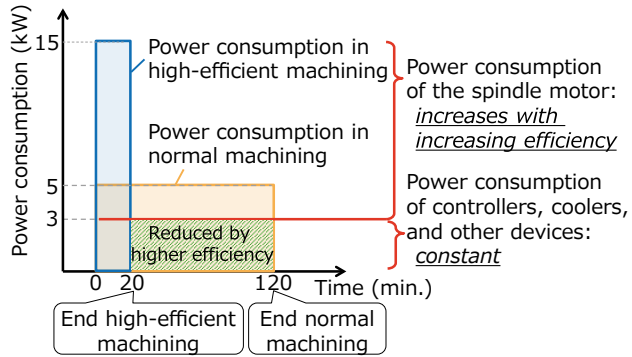 Power consumption (kW)
15
5
3
Power consumption in
high-efficient machining
Power consumption in
normal machining
Reduced by
higher efficiency
Power consumption
of the spindle motor:
increases with
increasing efficiency
Power consumption
of controllers, coolers,
and other devices:
constant
0
20
120
Time (min.)
End high-efficient
machining
End normal
machining